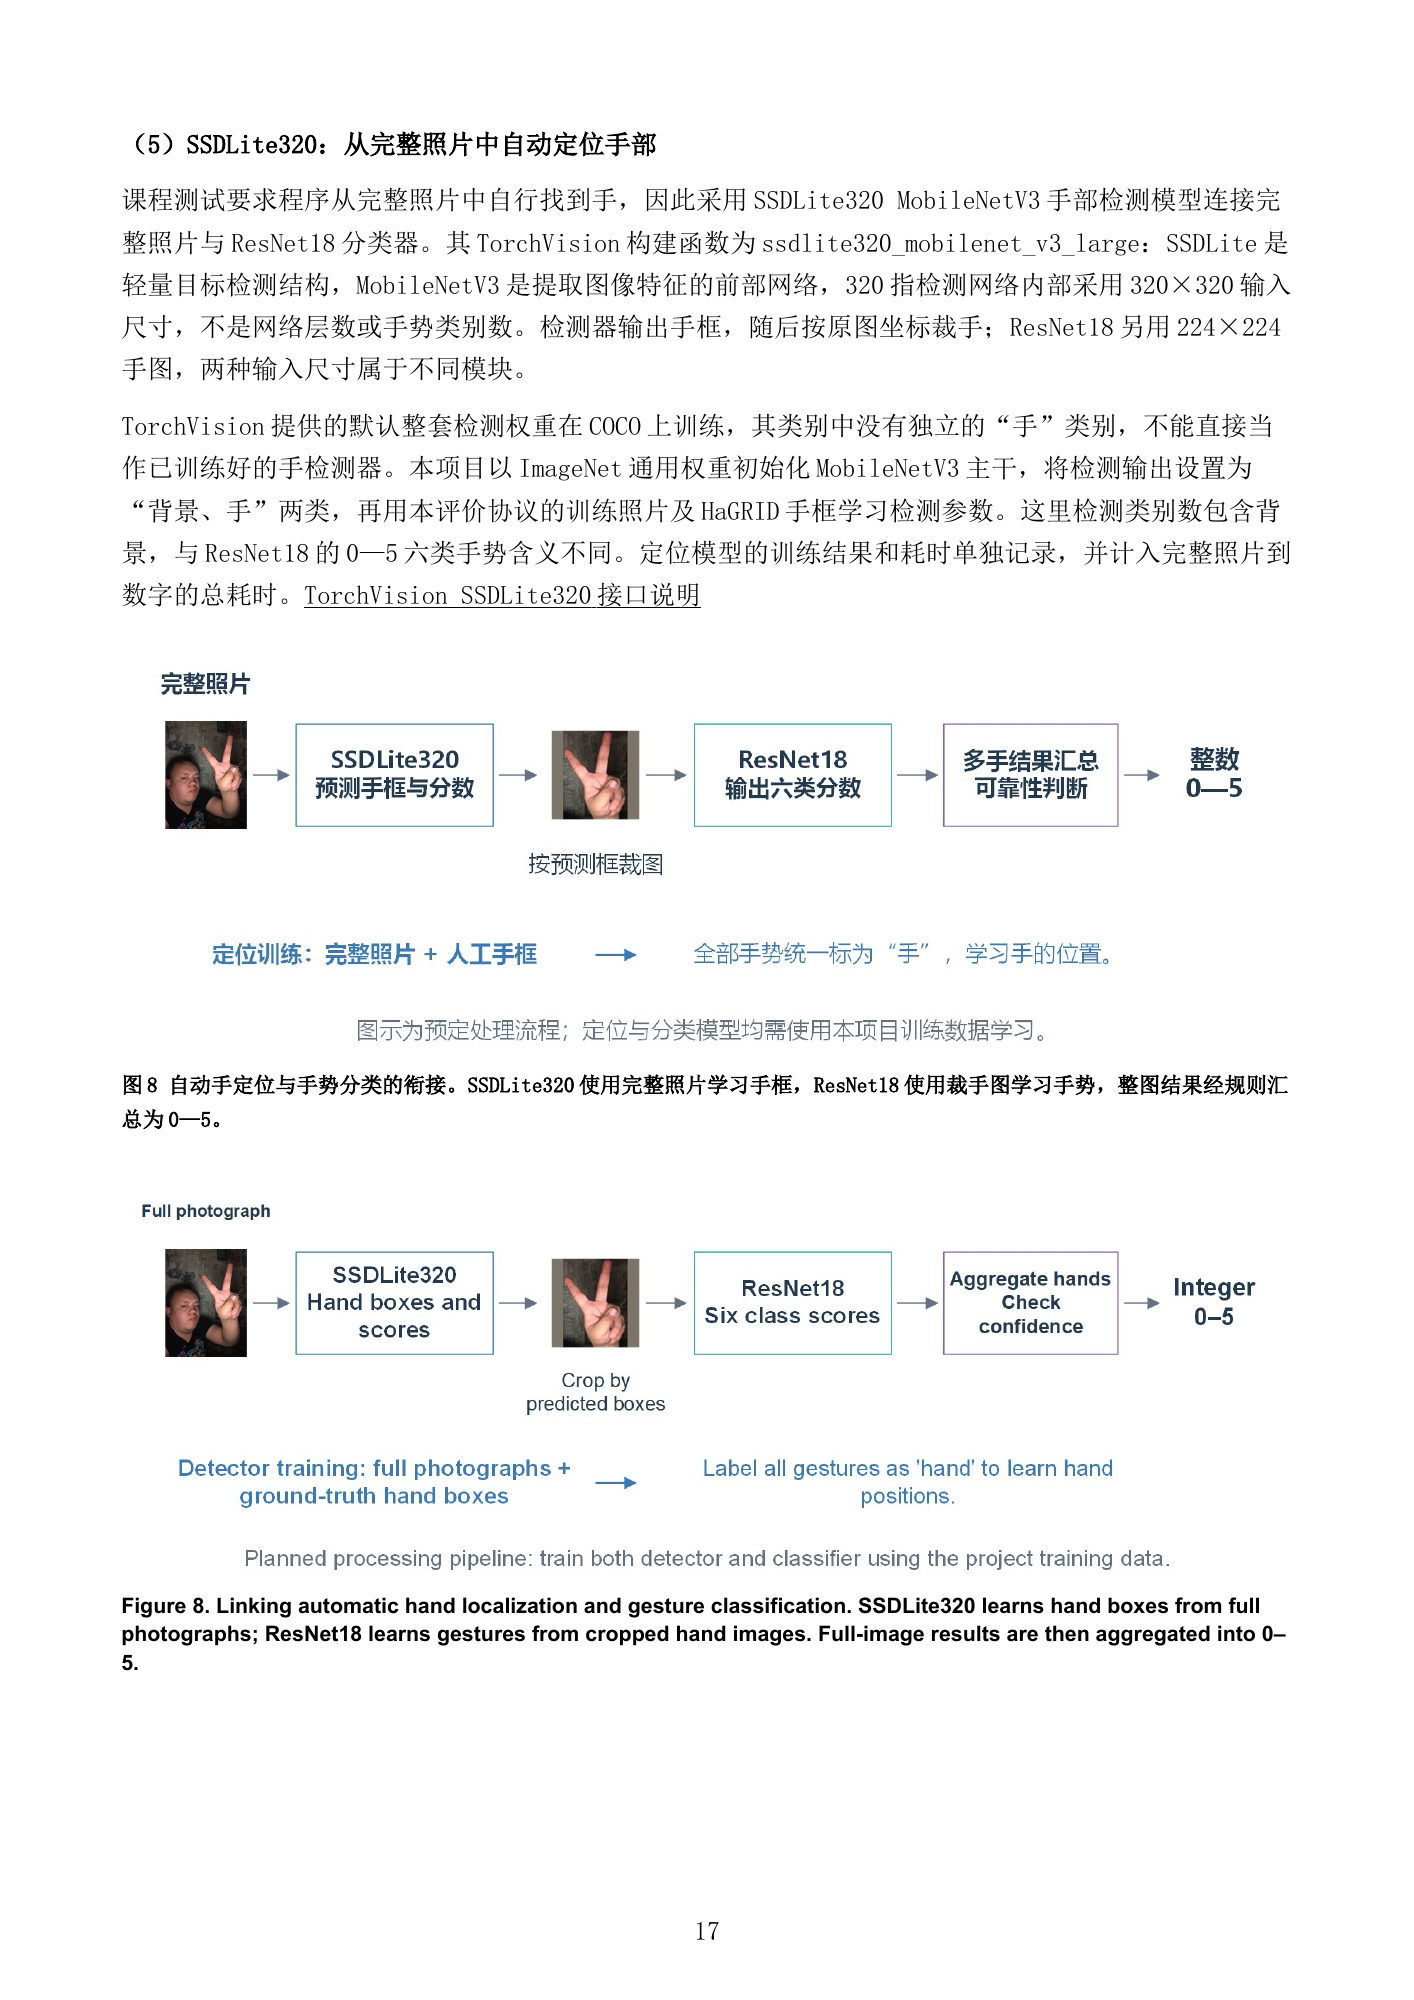 （5）SSDLite320：从完整照片中自动定位手部
课程测试要求程序从完整照片中自行找到手，因此采用 SSDLite320 MobileNetV3 手部检测模型连接完
整照片与 ResNet18 分类器。其 TorchVision 构建函数为 ssdlite320_mobilenet_v3_large：SSDLite 是
轻量目标检测结构，MobileNetV3 是提取图像特征的前部网络，320 指检测网络内部采用 320×320 输入
尺寸，不是网络层数或手势类别数。检测器输出手框，随后按原图坐标裁手；ResNet18 另用 224×224
手图，两种输入尺寸属于不同模块。
TorchVision 提供的默认整套检测权重在 COCO 上训练，其类别中没有独立的“手”类别，不能直接当
作已训练好的手检测器。本项目以 ImageNet 通用权重初始化 MobileNetV3 主干，将检测输出设置为
“背景、手”两类，再用本评价协议的训练照片及 HaGRID 手框学习检测参数。这里检测类别数包含背
景，与 ResNet18 的 0—5 六类手势含义不同。定位模型的训练结果和耗时单独记录，并计入完整照片到
数字的总耗时。TorchVision SSDLite320 接口说明
完整照片
SSDLite320
预测手框与分数
ResNet18
输出六类分数
多手结果汇总
可靠性判断
整数
0—5
按预测框裁图
定位训练：完整照片 + 人工手框
全部手势统一标为“手”，学习手的位置。
图示为预定处理流程；定位与分类模型均需使用本项目训练数据学习。
图 8 自动手定位与手势分类的衔接。SSDLite320 使用完整照片学习手框，ResNet18 使用裁手图学习手势，整图结果经规则汇
总为 0—5。
Full photograph
SSDLite320
Hand boxes and
scores
ResNet18
Six class scores
Aggregate hands
Check
confidence
Integer
0–5
Crop by
predicted boxes
Detector training: full photographs +
ground-truth hand boxes
Label all gestures as 'hand' to learn hand
positions.
Planned processing pipeline: train both detector and classifier using the project training data.
Figure 8. Linking automatic hand localization and gesture classification. SSDLite320 learns hand boxes from full
photographs; ResNet18 learns gestures from cropped hand images. Full-image results are then aggregated into 0–
5.
17